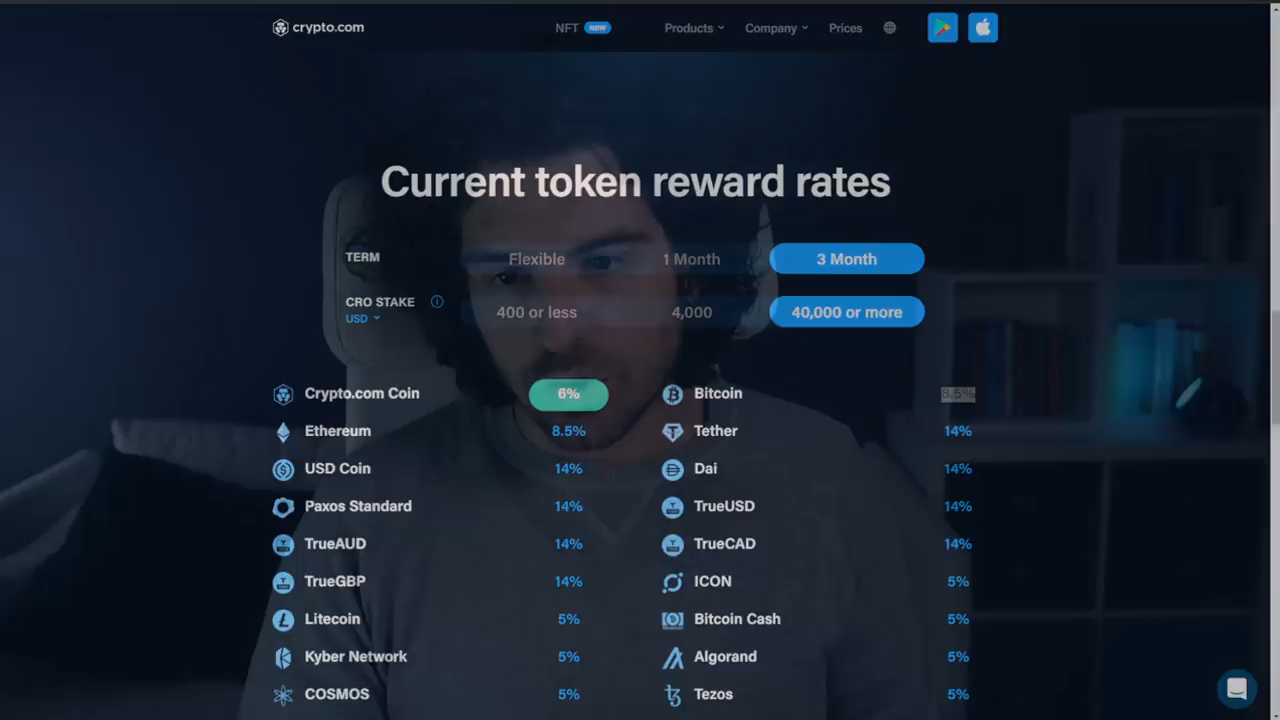 crypto.com NFT NEW Products Company Prices
Current token reward rates
TERM Flexible 1 Month 3 Month
CRO STAKE 400 or less 4,000 40,000 or more
USD
Crypto.com Coin 6% Bitcoin 8.5%
Ethereum 8.5% Tether 14%
USD Coin 14% Dai 14%
Paxos Standard 14% TrueUSD 14%
TrueAUD 14% TrueCAD 14%
TrueGBP 14% ICON 5%
Litecoin 5% Bitcoin Cash 5%
Kyber Network 5% Algorand 5%
COSMOS 5% Tezos 5%